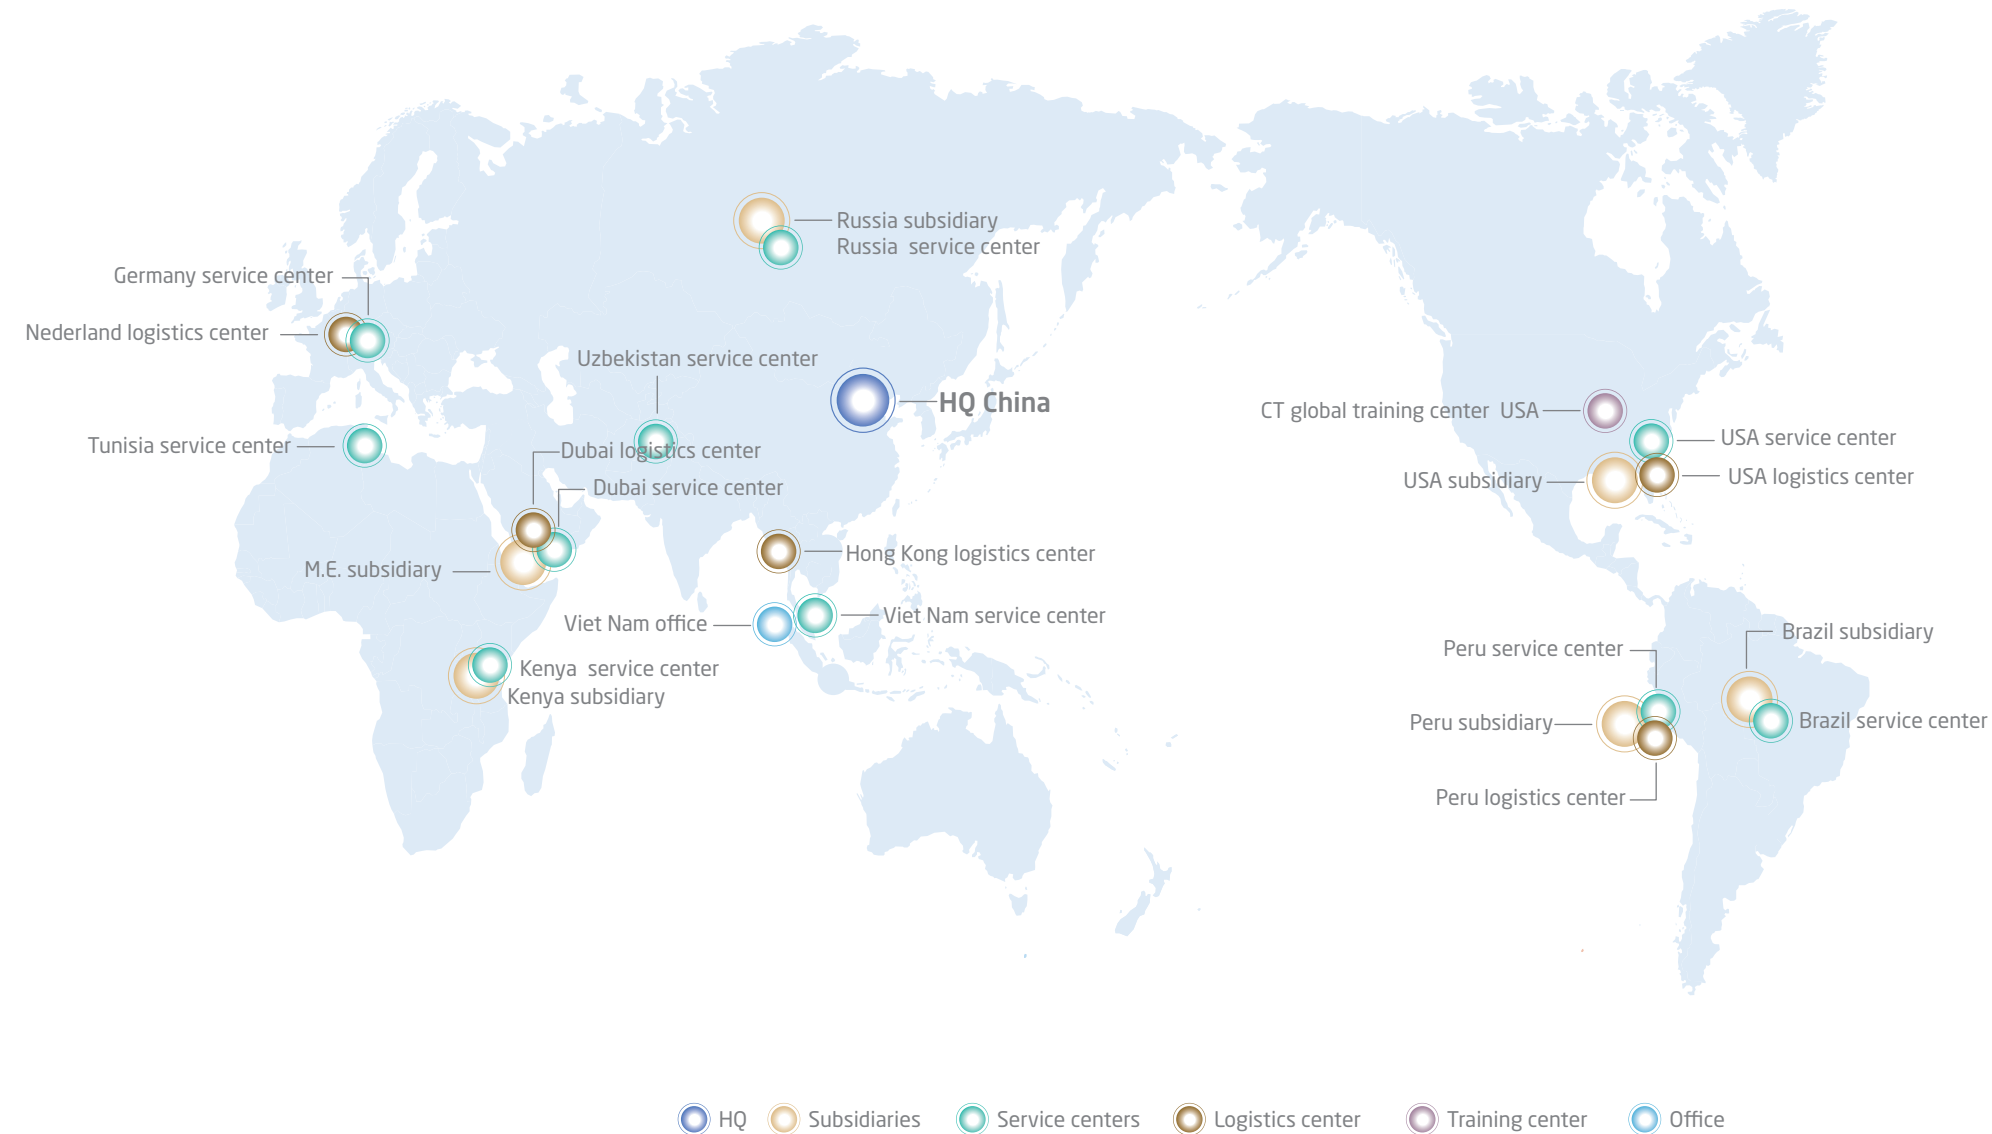 Russia subsidiary
Russia  service center
Germany service center
Nederland logistics center
Uzbekistan service center
HQ China
CT global training center  USA
USA service center
Tunisia service center
Dubai logistics center
USA subsidiary
USA logistics center
Dubai service center
Hong Kong logistics center
M.E. subsidiary
Viet Nam office
Viet Nam service center
Brazil subsidiary
Peru service center
Kenya  service center
Kenya subsidiary
Peru subsidiary
Brazil service center
Peru logistics center
HQ
Subsidiaries
Service centers
Logistics center
Training center
Office